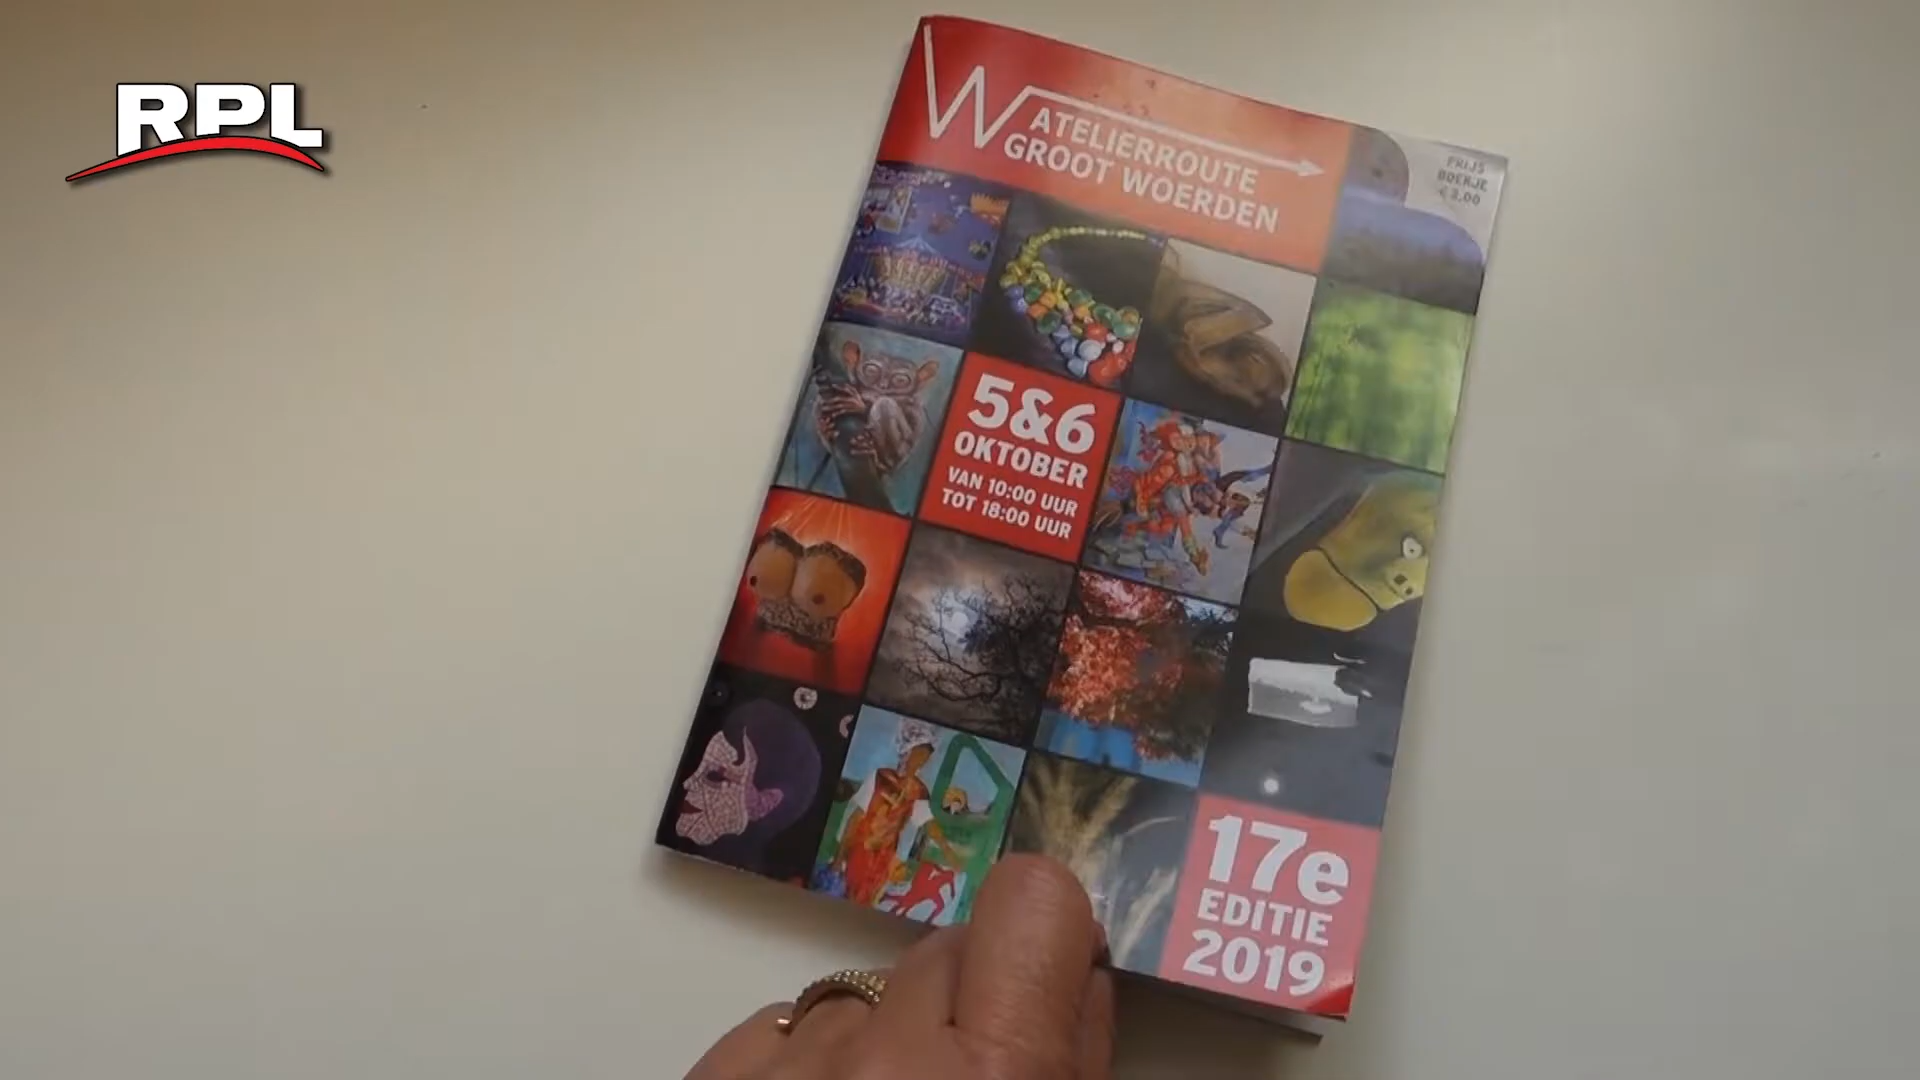 RPL
W ATELIERROUTE
GROOT WOERDEN
PRIJS
BOEKJE
€ 3,00
5&6
OKTOBER
VAN 10:00 UUR
TOT 18:00 UUR
17e
EDITIE
2019